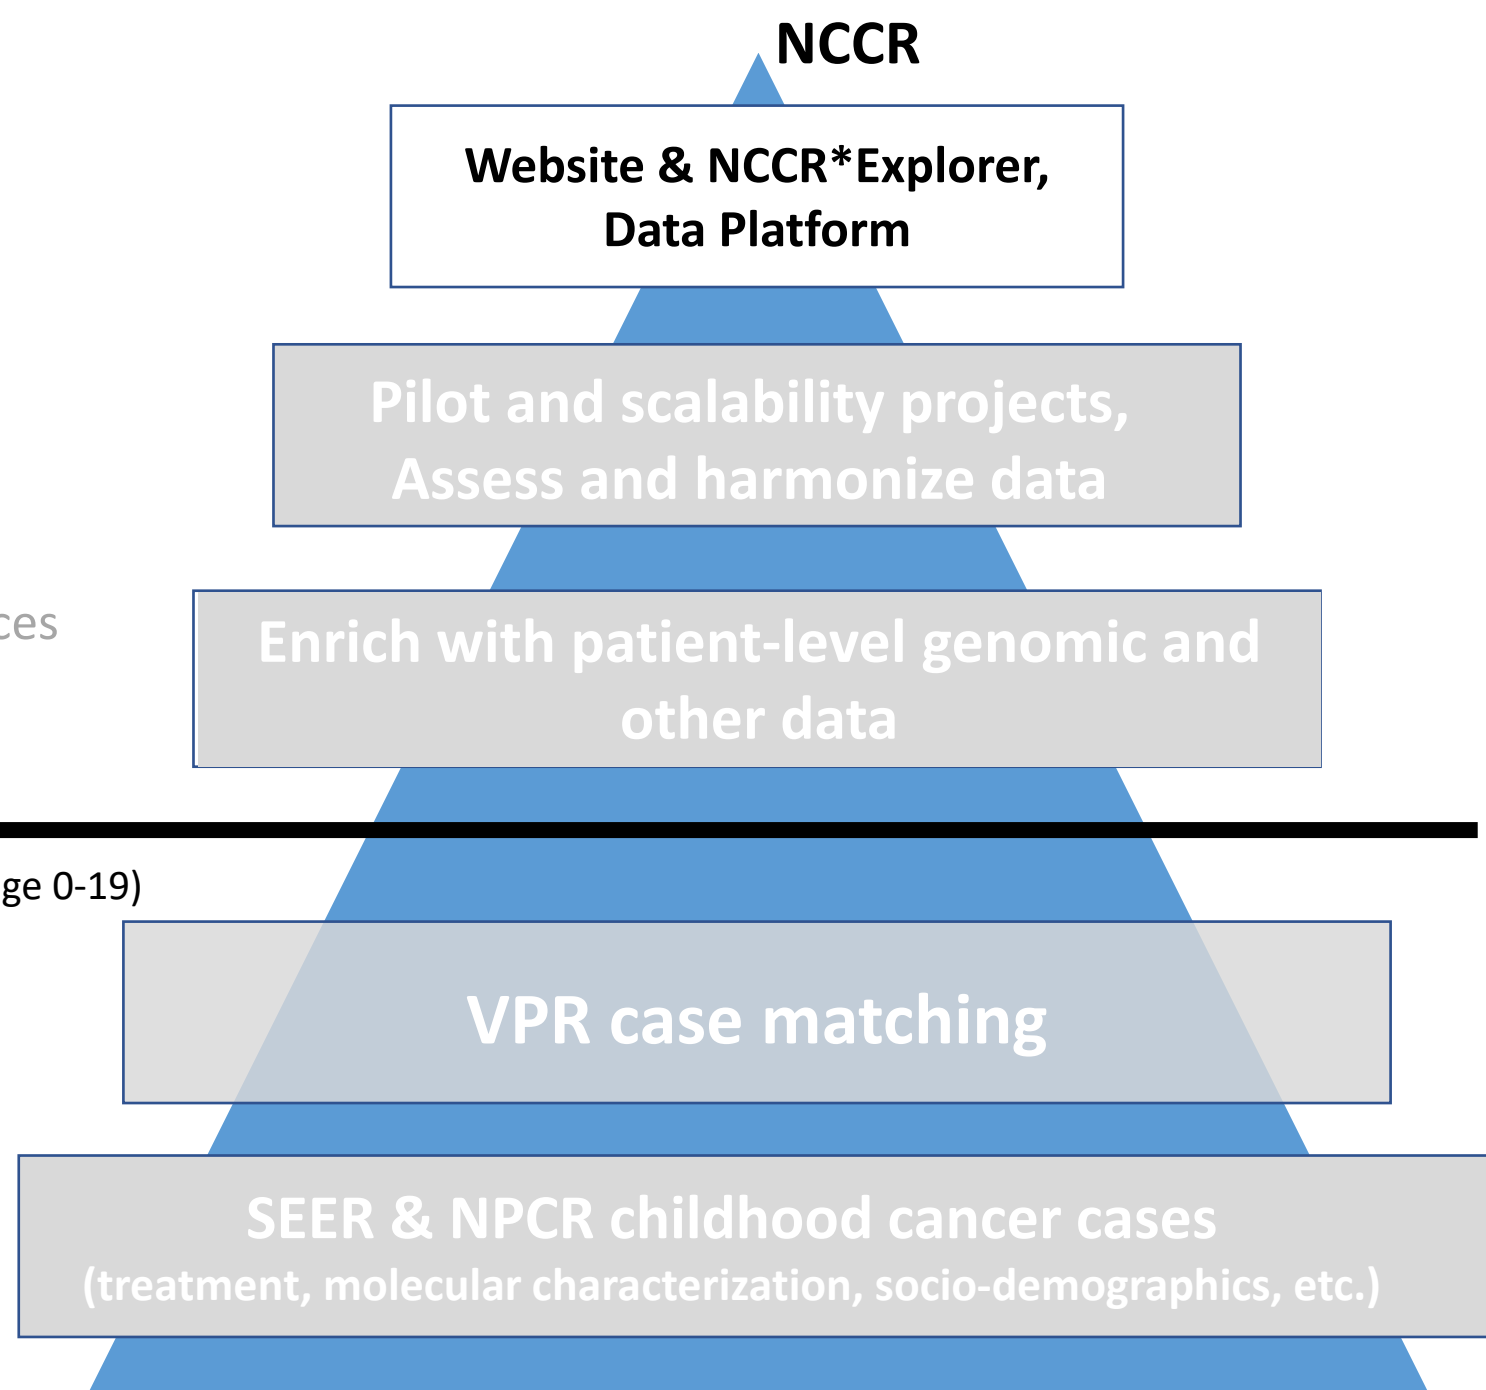 NCCR
Website & NCCR*Explorer,
Data Platform
Pilot and scalability projects,
Assess and harmonize data
Enrich with patient-level genomic and
other data
0-19)
VPR case matching
SEER & NPCR childhood cancer cases
(treatment, molecular characterization, socio-demographics, etc.)